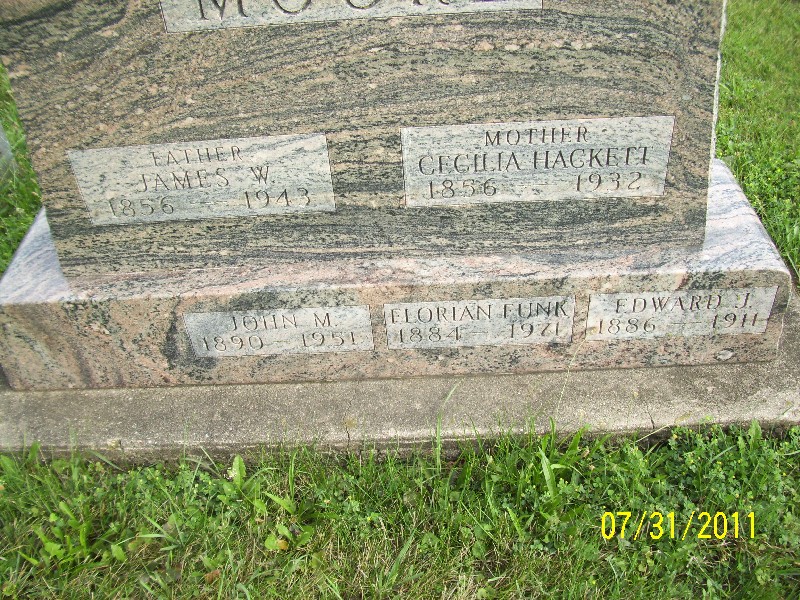 MOORE
FATHER
JAMES W.
1856 — 1943
MOTHER
CECILIA HACKETT
1856 — 1932
JOHN M.
1890 — 1951
FLORIAN FUNK
1884 — 1971
EDWARD J.
1886 — 1911
07/31/2011